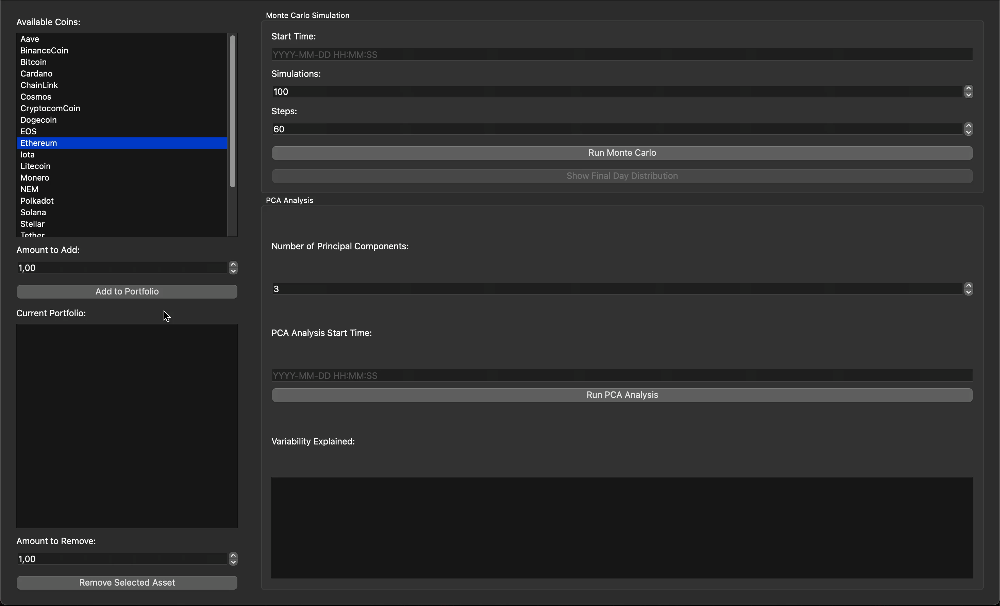 Available Coins:
Aave
BinanceCoin
Bitcoin
Cardano
ChainLink
Cosmos
CryptocomCoin
Dogecoin
EOS
Ethereum
Iota
Litecoin
Monero
NEM
Polkadot
Solana
Stellar
Tether
Amount to Add:
1,00
Add to Portfolio
Current Portfolio:
Amount to Remove:
1,00
Remove Selected Asset
Monte Carlo Simulation
Start Time:
YYYY-MM-DD HH:MM:SS
Simulations:
100
Steps:
60
Run Monte Carlo
Show Final Day Distribution
PCA Analysis
Number of Principal Components:
3
PCA Analysis Start Time:
YYYY-MM-DD HH:MM:SS
Run PCA Analysis
Variability Explained: